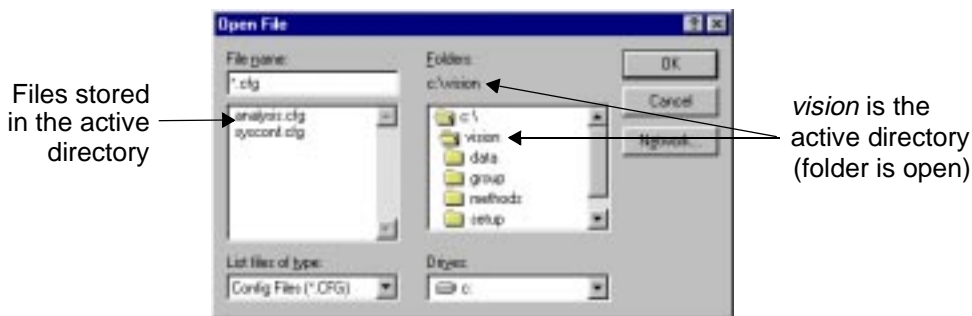 Open File
File name:
*.cfg
analysis.cfg
sysconf.cfg
List files of type:
Config Files (*.CFG)
Folders:
c:\vision
c:\
vision
data
group
methods
setup
Drives:
c:
OK
Cancel
Network...
Files stored
in the active
directory
vision is the
active directory
(folder is open)